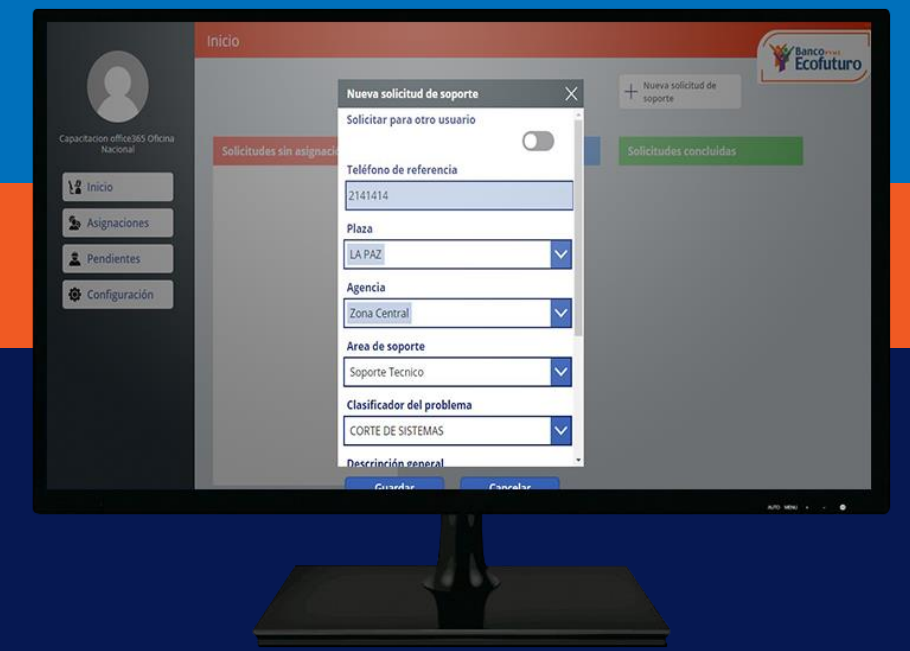 Inicio
Banco PYME
Ecofuturo
Capacitacion office365 Oficina
Nacional
Inicio
Asignaciones
Pendientes
Configuración
Nueva solicitud de
soporte
Solicitudes sin asignació
Solicitudes concluidas
Nueva solicitud de soporte
Solicitar para otro usuario
Teléfono de referencia
2141414
Plaza
LA PAZ
Agencia
Zona Central
Area de soporte
Soporte Tecnico
Clasificador del problema
CORTE DE SISTEMAS
Descripción general
Guardar
Cancelar
AUTO MENU + -